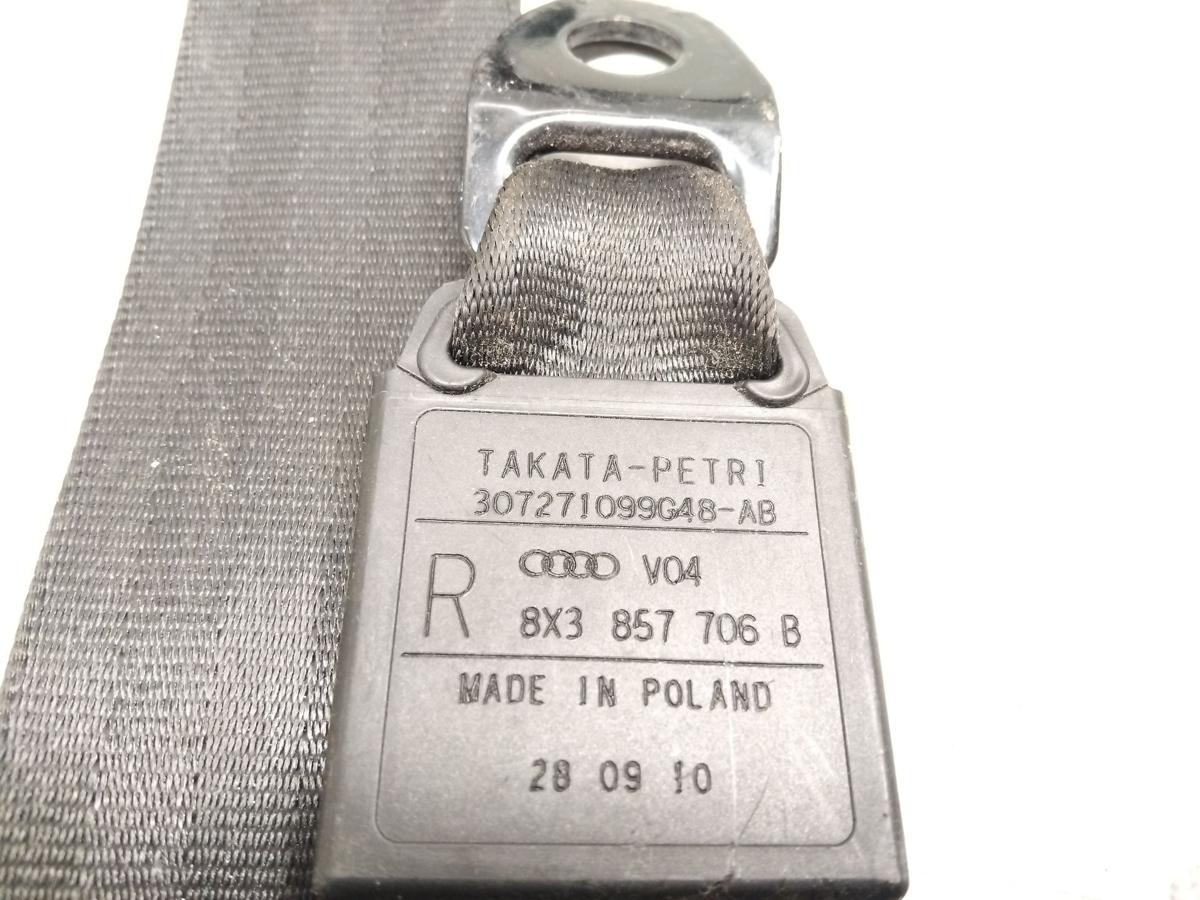 TAKATA-PETRI
307271099G48-AB
R
V04
8X3 857 706 B
MADE IN POLAND
28 09 10